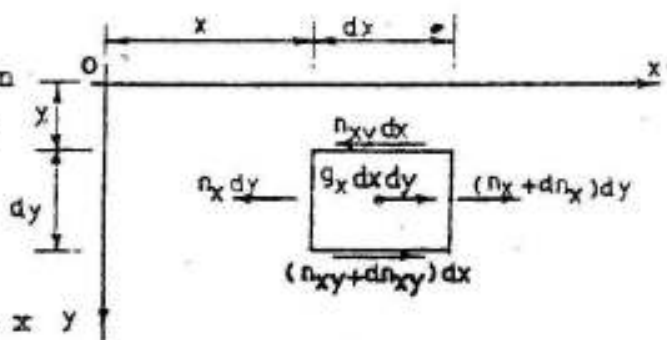 x dx
n O x
y n_xy dx
n_x dy g_x dx dy (n_x + dn_x) dy
dy
(n_xy + dn_xy) dx
x y